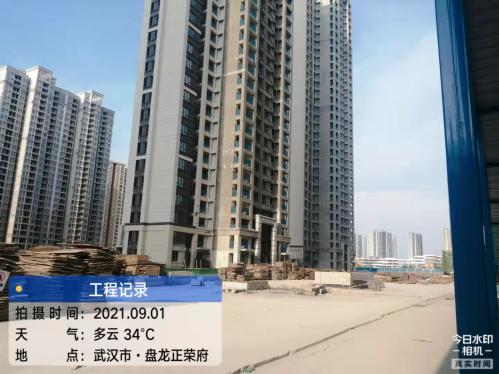 工程记录
拍摄时间：2021.09.01
天气：多云 34℃
地点：武汉市·盘龙正荣府
今日水印
-相机-
真实时间